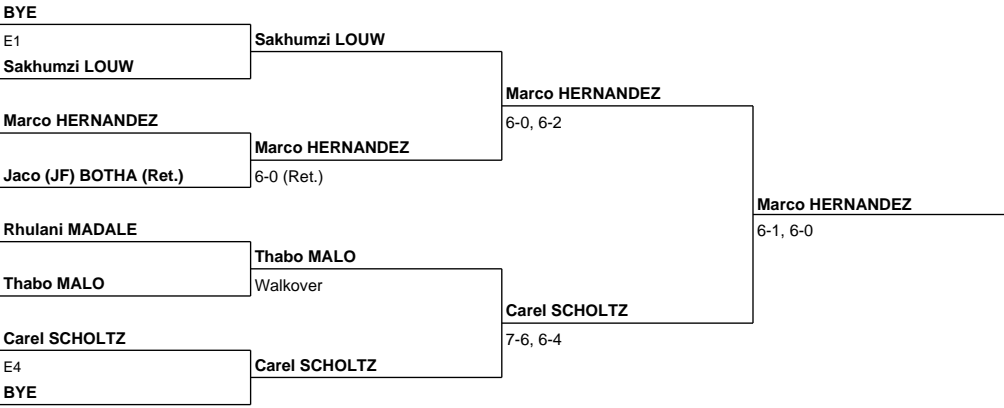 BYE
E1
Sakhumzi LOUW
Sakhumzi LOUW
Marco HERNANDEZ
6-0, 6-2
Marco HERNANDEZ
Marco HERNANDEZ
Jaco (JF) BOTHA (Ret.)
6-0 (Ret.)
Marco HERNANDEZ
6-1, 6-0
Rhulani MADALE
Thabo MALO
Thabo MALO
Walkover
Carel SCHOLTZ
7-6, 6-4
Carel SCHOLTZ
E4
Carel SCHOLTZ
BYE